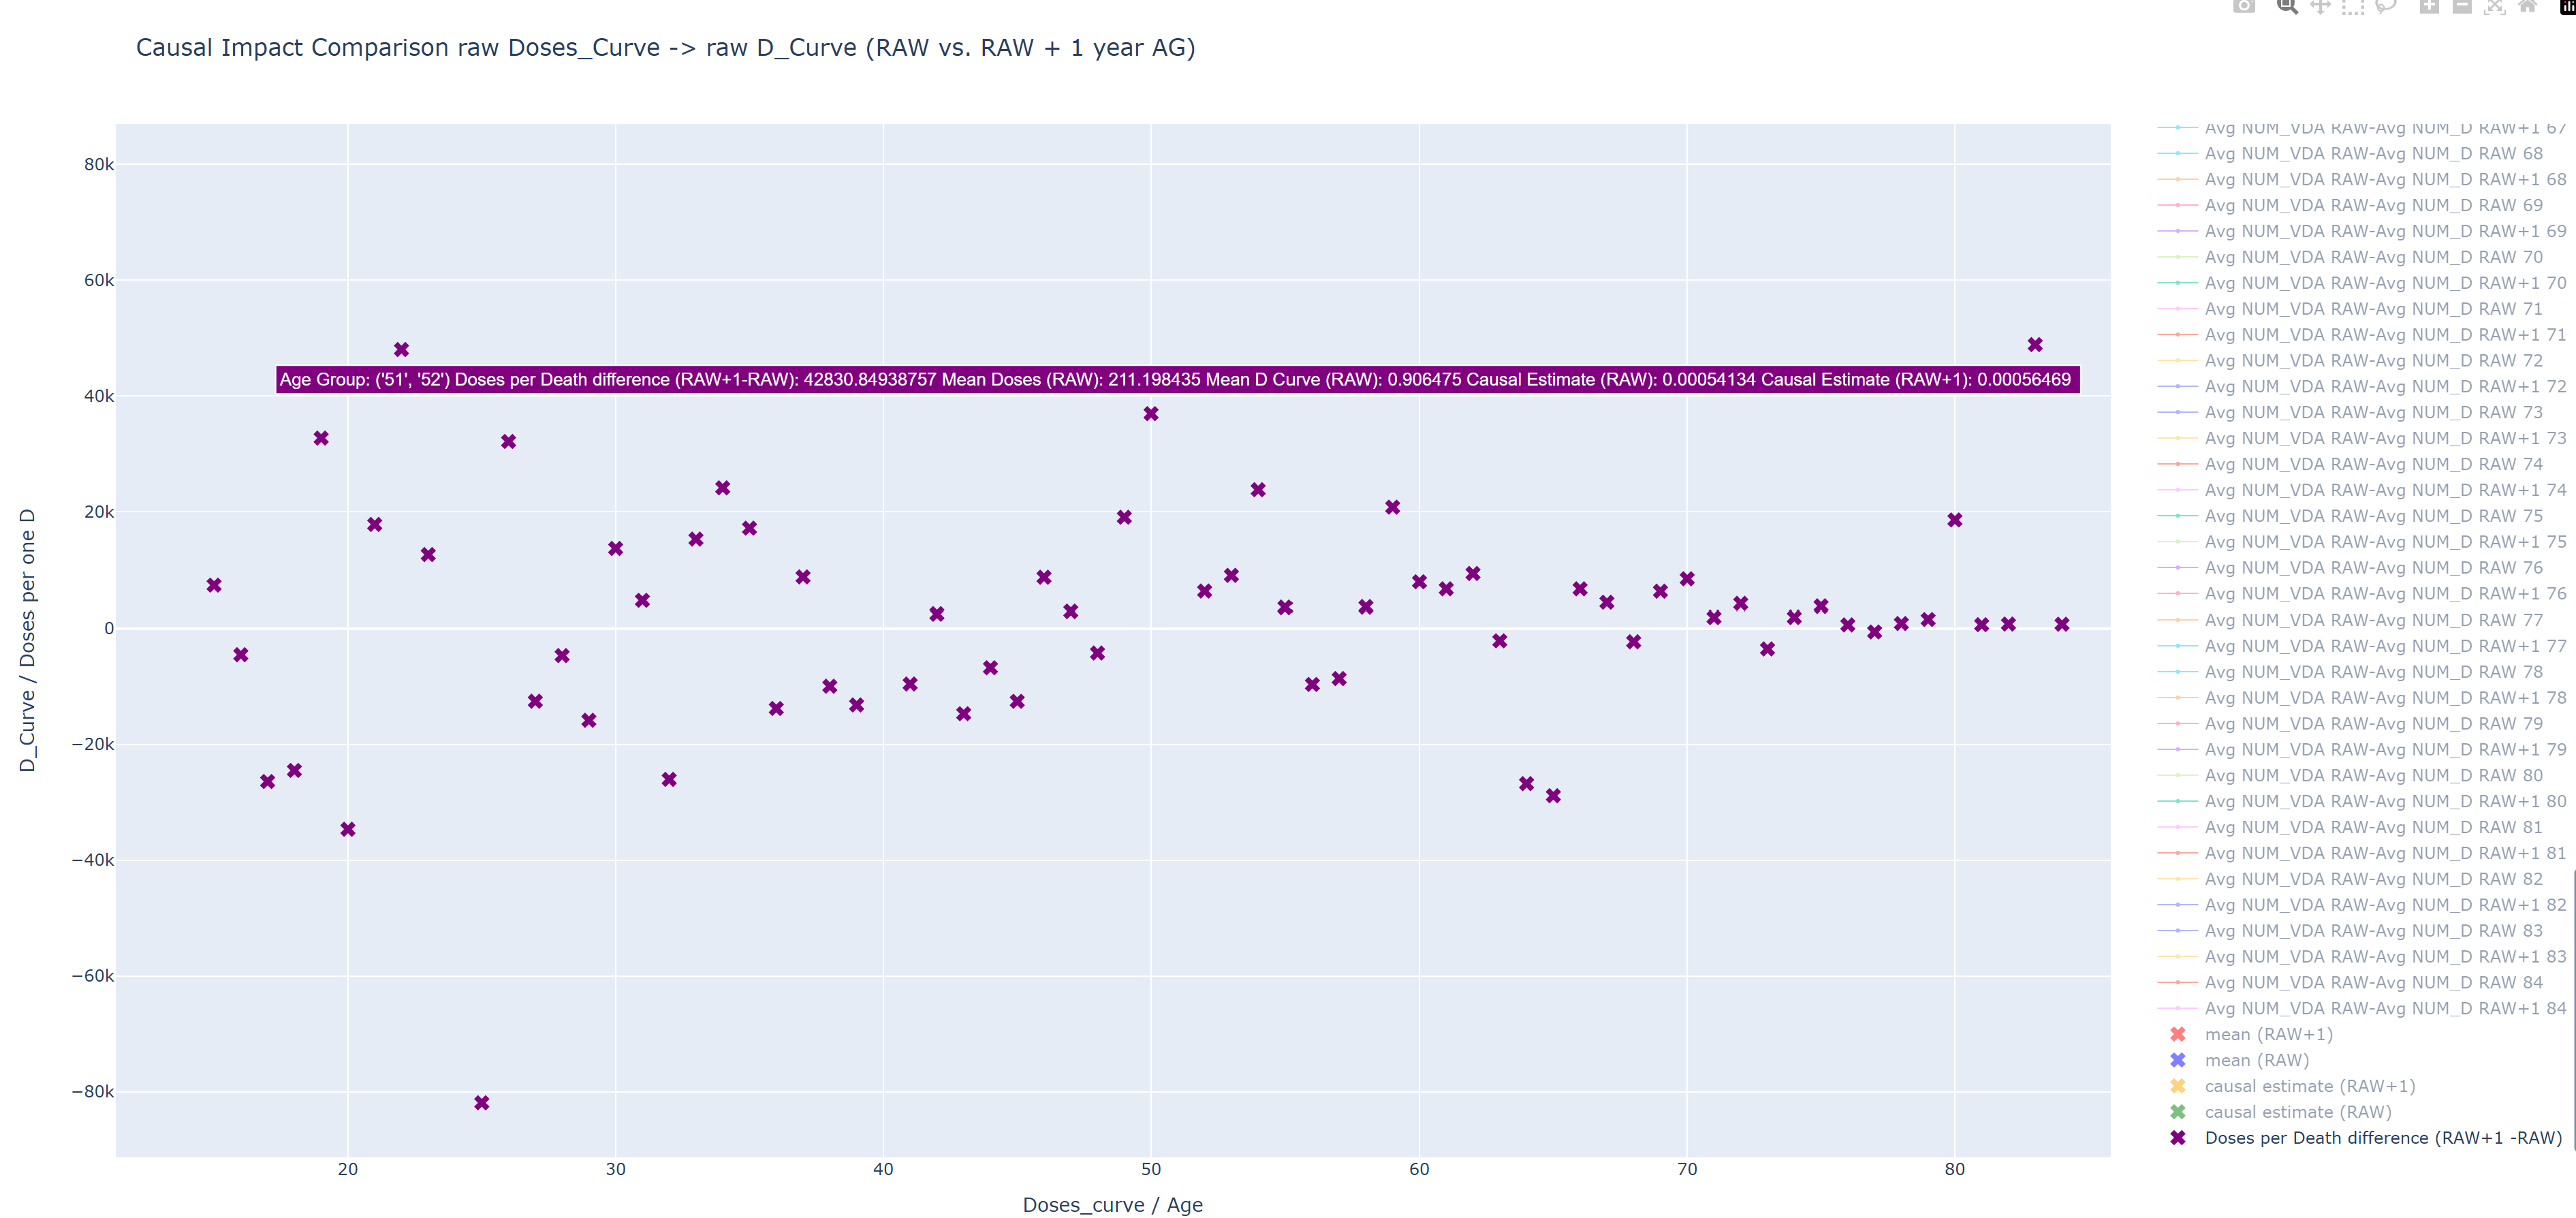 Causal Impact Comparison raw Doses_Curve -> raw D_Curve (RAW vs. RAW + 1 year AG)
80k
60k
40k
20k
0
−20k
−40k
−60k
−80k
D_Curve / Doses per one D
Age Group: ('51', '52') Doses per Death difference (RAW+1-RAW): 42830.84938757 Mean Doses (RAW): 211.198435 Mean D Curve (RAW): 0.906475 Causal Estimate (RAW): 0.00054134 Causal Estimate (RAW+1): 0.00056469
20
30
40
50
60
70
80
Doses_curve / Age
Avg NUM_VDA RAW-Avg NUM_D RAW+1 67
Avg NUM_VDA RAW-Avg NUM_D RAW 68
Avg NUM_VDA RAW-Avg NUM_D RAW+1 68
Avg NUM_VDA RAW-Avg NUM_D RAW 69
Avg NUM_VDA RAW-Avg NUM_D RAW+1 69
Avg NUM_VDA RAW-Avg NUM_D RAW 70
Avg NUM_VDA RAW-Avg NUM_D RAW+1 70
Avg NUM_VDA RAW-Avg NUM_D RAW 71
Avg NUM_VDA RAW-Avg NUM_D RAW+1 71
Avg NUM_VDA RAW-Avg NUM_D RAW 72
Avg NUM_VDA RAW-Avg NUM_D RAW+1 72
Avg NUM_VDA RAW-Avg NUM_D RAW 73
Avg NUM_VDA RAW-Avg NUM_D RAW+1 73
Avg NUM_VDA RAW-Avg NUM_D RAW 74
Avg NUM_VDA RAW-Avg NUM_D RAW+1 74
Avg NUM_VDA RAW-Avg NUM_D RAW 75
Avg NUM_VDA RAW-Avg NUM_D RAW+1 75
Avg NUM_VDA RAW-Avg NUM_D RAW 76
Avg NUM_VDA RAW-Avg NUM_D RAW+1 76
Avg NUM_VDA RAW-Avg NUM_D RAW 77
Avg NUM_VDA RAW-Avg NUM_D RAW+1 77
Avg NUM_VDA RAW-Avg NUM_D RAW 78
Avg NUM_VDA RAW-Avg NUM_D RAW+1 78
Avg NUM_VDA RAW-Avg NUM_D RAW 79
Avg NUM_VDA RAW-Avg NUM_D RAW+1 79
Avg NUM_VDA RAW-Avg NUM_D RAW 80
Avg NUM_VDA RAW-Avg NUM_D RAW+1 80
Avg NUM_VDA RAW-Avg NUM_D RAW 81
Avg NUM_VDA RAW-Avg NUM_D RAW+1 81
Avg NUM_VDA RAW-Avg NUM_D RAW 82
Avg NUM_VDA RAW-Avg NUM_D RAW+1 82
Avg NUM_VDA RAW-Avg NUM_D RAW 83
Avg NUM_VDA RAW-Avg NUM_D RAW+1 83
Avg NUM_VDA RAW-Avg NUM_D RAW 84
Avg NUM_VDA RAW-Avg NUM_D RAW+1 84
mean (RAW+1)
mean (RAW)
causal estimate (RAW+1)
causal estimate (RAW)
Doses per Death difference (RAW+1 -RAW)